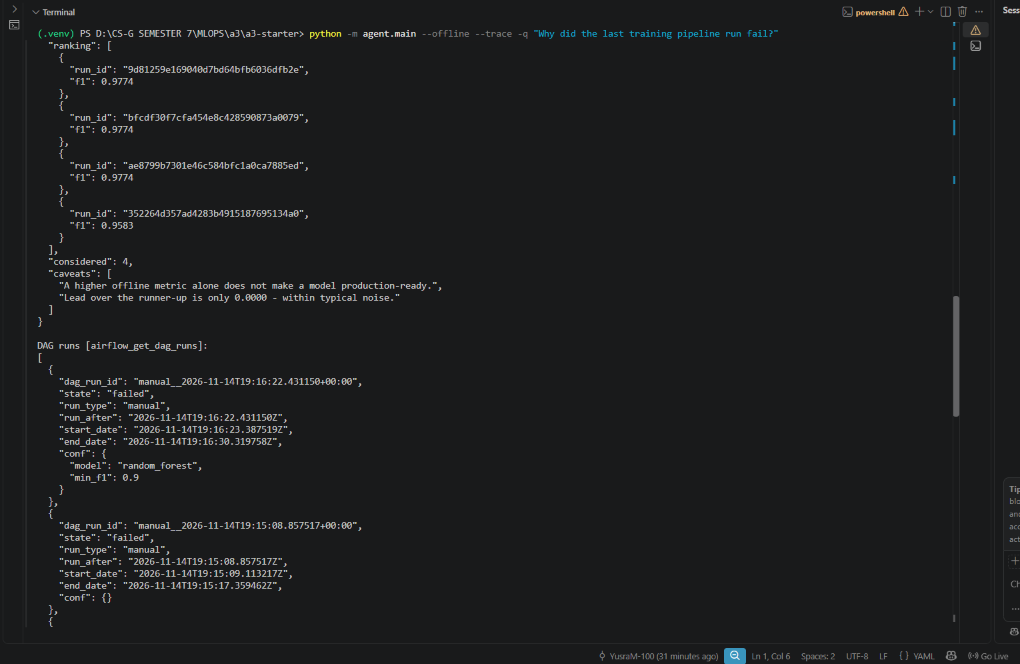 Terminal
powershell
Sess
(.venv) PS D:\CS-G SEMESTER 7\MLOPS\a3\a3-starter> python -m agent.main --offline --trace -q "Why did the last training pipeline run fail?"
"ranking": [
{
"run_id": "9d81259e169040d7bd64bfb6036dfb2e",
"f1": 0.9774
},
{
"run_id": "bfcdf30f7cfa454e8c428590873a0079",
"f1": 0.9774
},
{
"run_id": "ae8799b7301e46c584bfc1a0ca7885ed",
"f1": 0.9774
},
{
"run_id": "352264d357ad4283b4915187695134a0",
"f1": 0.9583
}
],
"considered": 4,
"caveats": [
"A higher offline metric alone does not make a model production-ready.",
"Lead over the runner-up is only 0.0000 - within typical noise."
]
}
DAG runs [airflow_get_dag_runs]:
[
{
"dag_run_id": "manual__2026-11-14T19:16:22.431150+00:00",
"state": "failed",
"run_type": "manual",
"run_after": "2026-11-14T19:16:22.431150Z",
"start_date": "2026-11-14T19:16:23.387519Z",
"end_date": "2026-11-14T19:16:30.319758Z",
"conf": {
"model": "random_forest",
"min_f1": 0.9
}
},
{
"dag_run_id": "manual__2026-11-14T19:15:08.857517+00:00",
"state": "failed",
"run_type": "manual",
"run_after": "2026-11-14T19:15:08.857517Z",
"start_date": "2026-11-14T19:15:09.113217Z",
"end_date": "2026-11-14T19:15:17.359462Z",
"conf": {}
},
{
Tip
blo
and
acc
act
Ch
YusraM-100 (31 minutes ago)
Ln 1, Col 6
Spaces: 2
UTF-8
LF
{ } YAML
Go Live